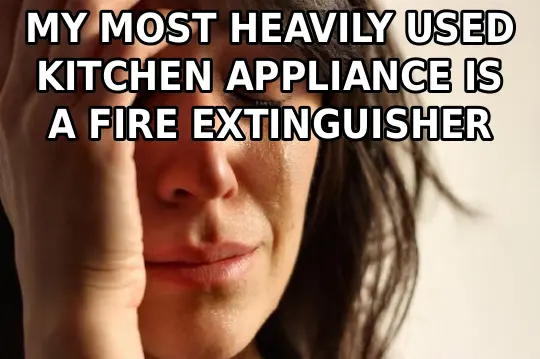 MY MOST HEAVILY USED
KITCHEN APPLIANCE IS
A FIRE EXTINGUISHER